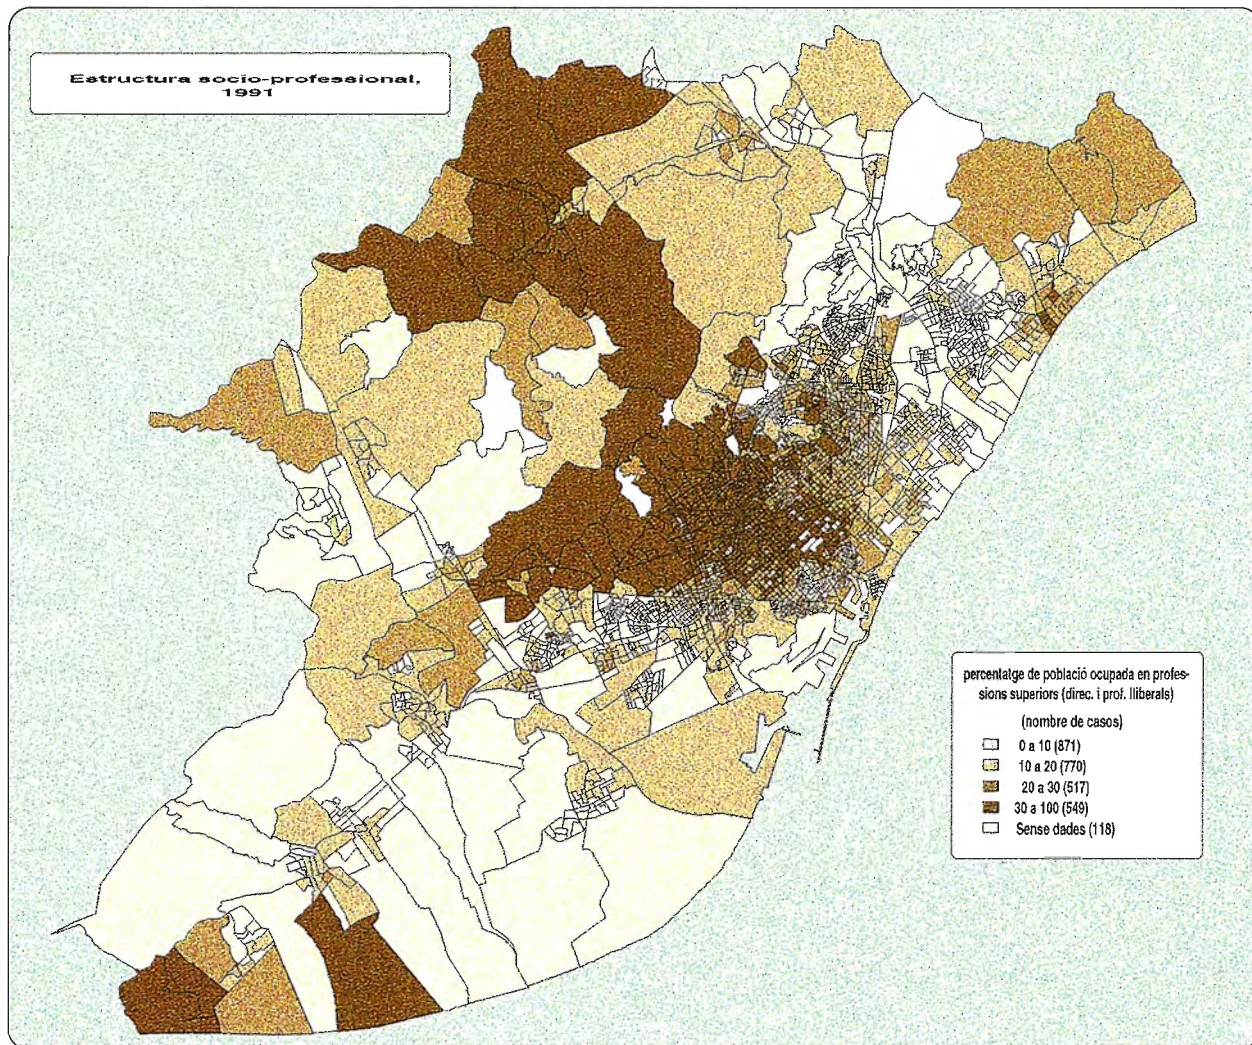 Estructura socio-professional,
1991
percentatge de població ocupada en profes-
sions superiors (direc. i prof. lliberals)
(nombre de casos)
0 a 10 (871)
10 a 20 (770)
20 a 30 (517)
30 a 100 (549)
Sense dades (118)